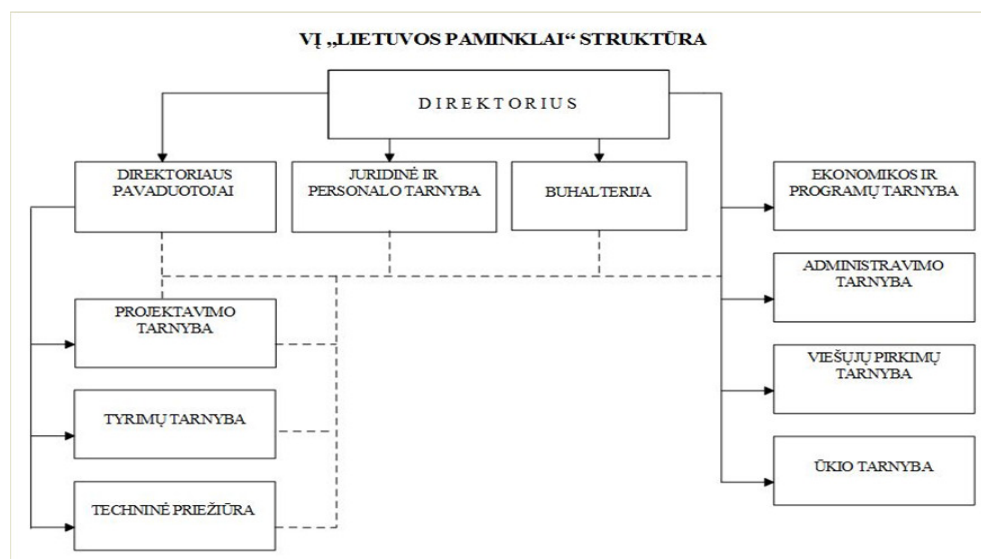 VĮ „LIETUVOS PAMINKLAI“ STRUKTŪRA
DIREKTORIUS
DIREKTORIAUS
PAVADUOTOJAI
JURIDINĖ IR
PERSONALO TARNYBA
BUHALTERIJA
EKONOMIKOS IR
PROGRAMŲ TARNYBA
ADMINISTRAVIMO
TARNYBA
PROJEKTAVIMO
TARNYBA
VIEŠŲJŲ PIRKIMŲ
TARNYBA
TYRIMŲ TARNYBA
ŪKIO TARNYBA
TECHNINĖ PRIEŽIŪRA